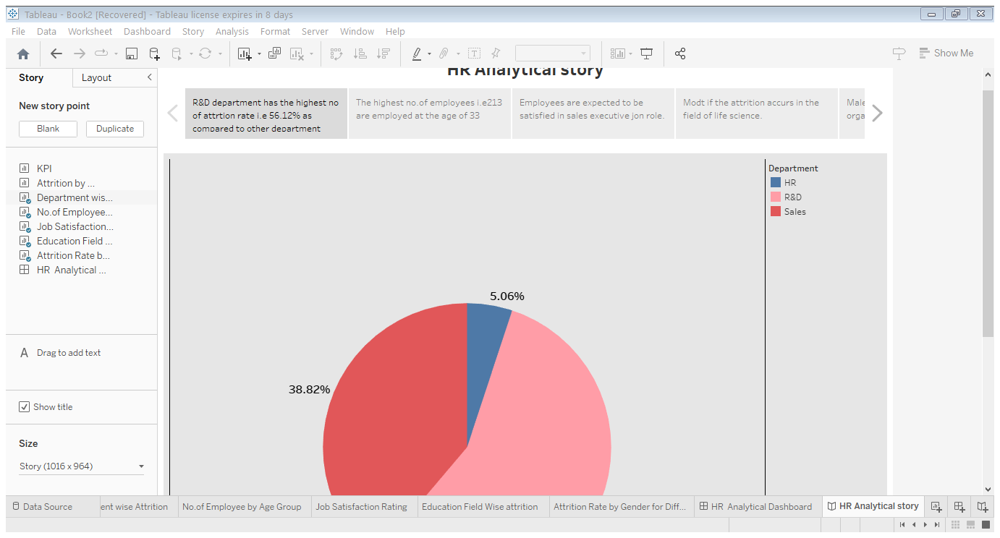 Tableau - Book2 [Recovered] - Tableau license expires in 8 days
File Data Worksheet Dashboard Story Analysis Format Server Window Help
Show Me
Story Layout
New story point
Blank Duplicate
KPI
Attrition by ...
Department wis...
No.of Employee...
Job Satisfaction...
Education Field ...
Attrition Rate b...
HR Analytical ...
A Drag to add text
Show title
Size
Story (1016 x 964)
HR Analytical story
R&D department has the highest no
of attrtion rate i.e 56.12% as
compared to other department
The highest no.of employees i.e213
are employed at the age of 33
Employees are expected to be
satisfied in sales executive jon role.
Modt if the attrition accurs in the
field of life science.
Male
orga
Department
HR
R&D
Sales
5.06%
38.82%
Data Source ent wise Attrition No.of Employee by Age Group Job Satisfaction Rating Education Field Wise attrition Attrition Rate by Gender for Diff... HR Analytical Dashboard HR Analytical story